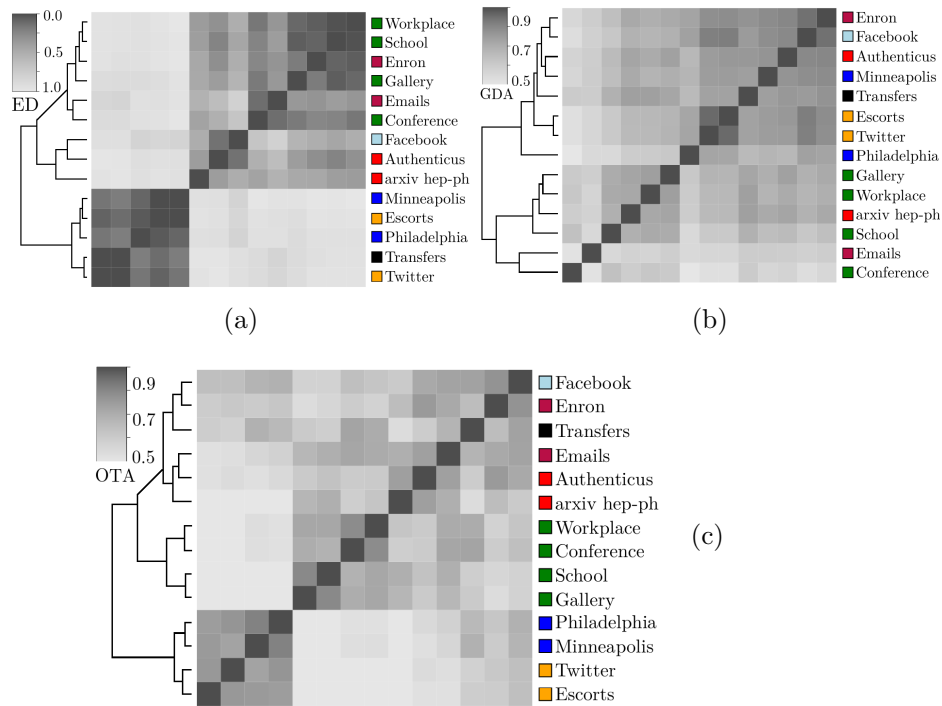 0.0
0.5
1.0
ED
Workplace
School
Enron
Gallery
Emails
Conference
Facebook
Authenticus
arxiv hep-ph
Minneapolis
Escorts
Philadelphia
Transfers
Twitter
(a)
0.9
0.7
0.5
GDA
Enron
Facebook
Authenticus
Minneapolis
Transfers
Escorts
Twitter
Philadelphia
Gallery
Workplace
arxiv hep-ph
School
Emails
Conference
(b)
0.9
0.7
0.5
OTA
Facebook
Enron
Transfers
Emails
Authenticus
arxiv hep-ph
Workplace
Conference
School
Gallery
Philadelphia
Minneapolis
Twitter
Escorts
(c)